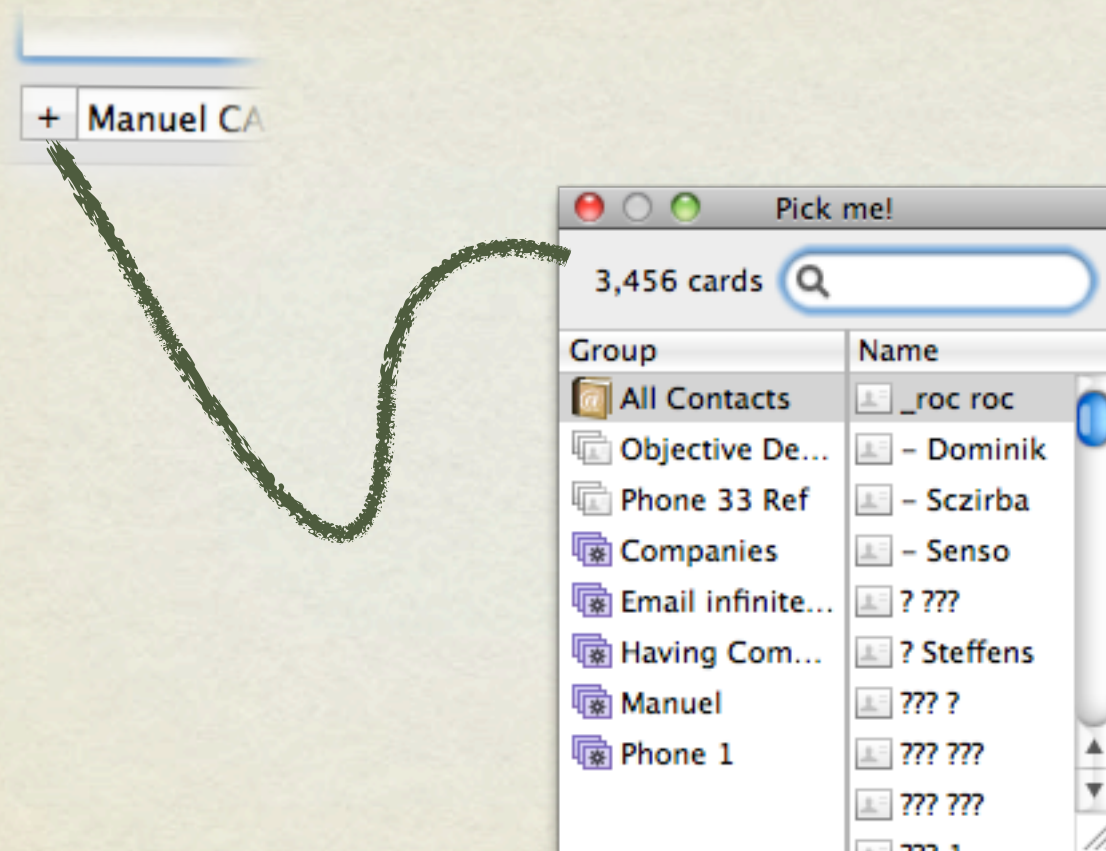 + Manuel CA
Pick me!
3,456 cards
Group Name
All Contacts _roc roc
Objective De... – Dominik
Phone 33 Ref – Sczirba
Companies – Senso
Email infinite... ? ???
Having Com... ? Steffens
Manuel ??? ?
Phone 1 ??? ???
??? ???